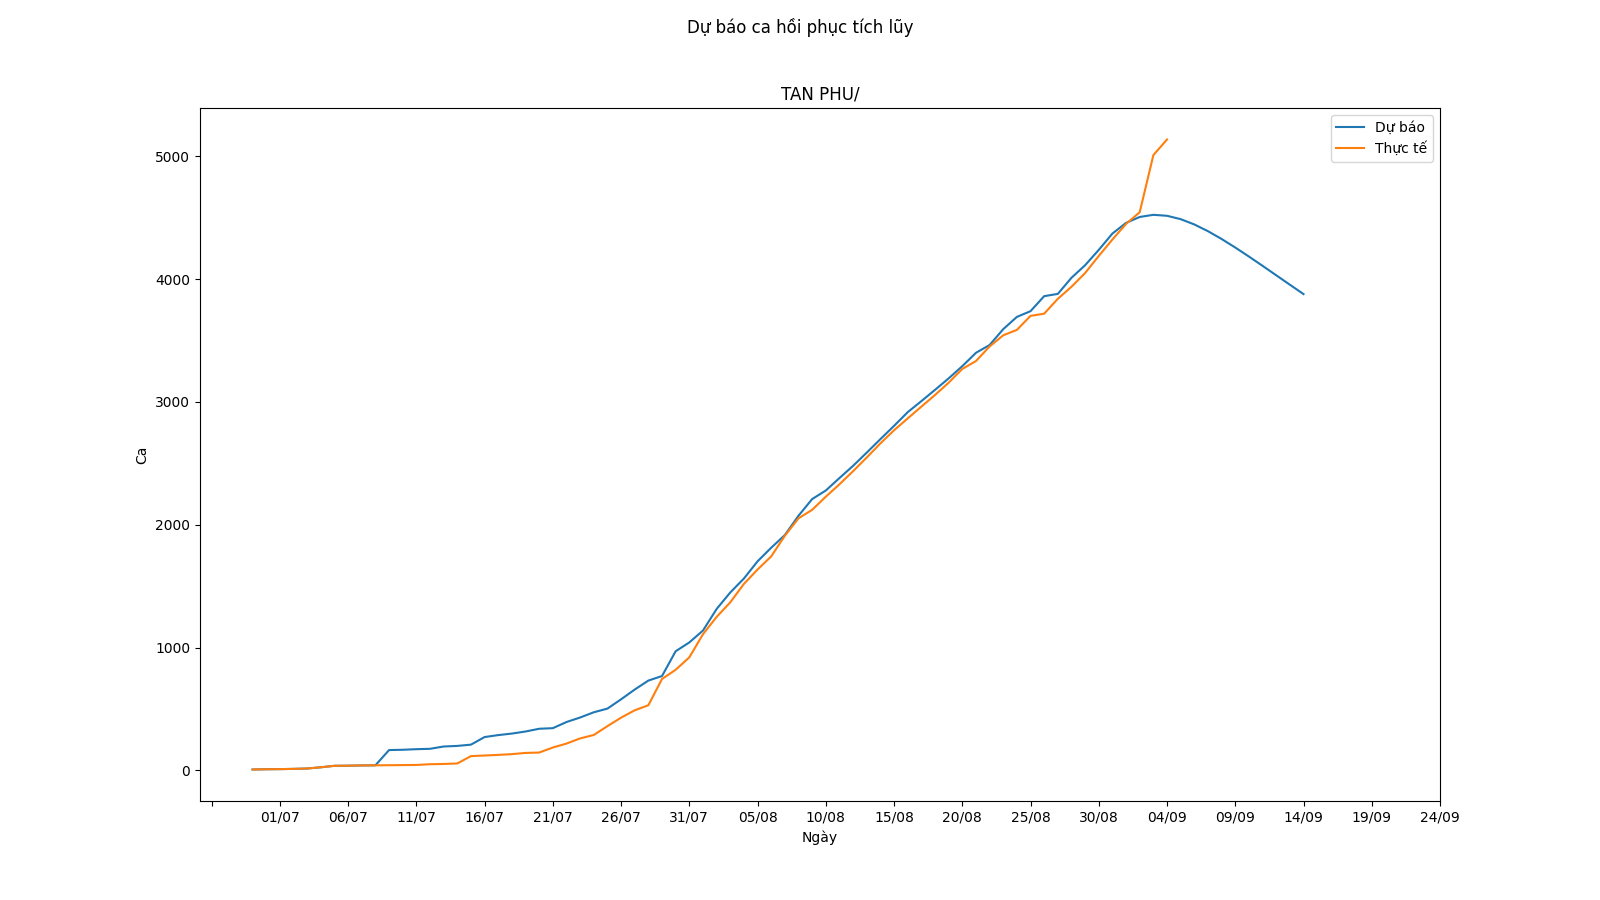 Dự báo ca hồi phục tích lũy
TAN PHU/
Dự báo
Thực tế
5000
4000
3000
2000
1000
0
Ca
01/07 06/07 11/07 16/07 21/07 26/07 31/07 05/08 10/08 15/08 20/08 25/08 30/08 04/09 09/09 14/09 19/09 24/09
Ngày